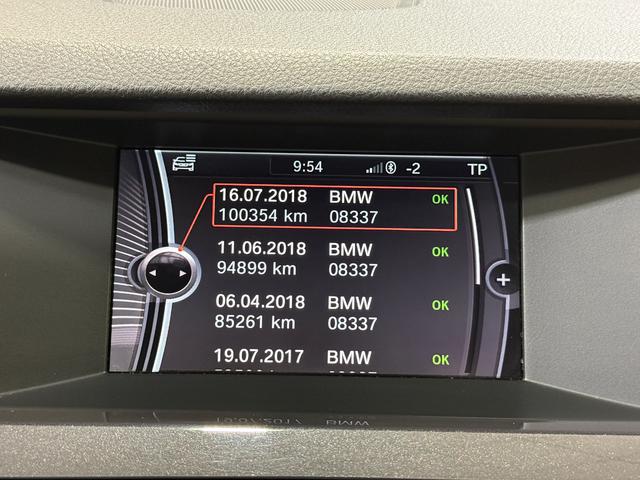 9:54 -2 TP
16.07.2018 BMW OK
100354 km 08337
11.06.2018 BMW OK
94899 km 08337
06.04.2018 BMW OK
85261 km 08337
19.07.2017 BMW OK